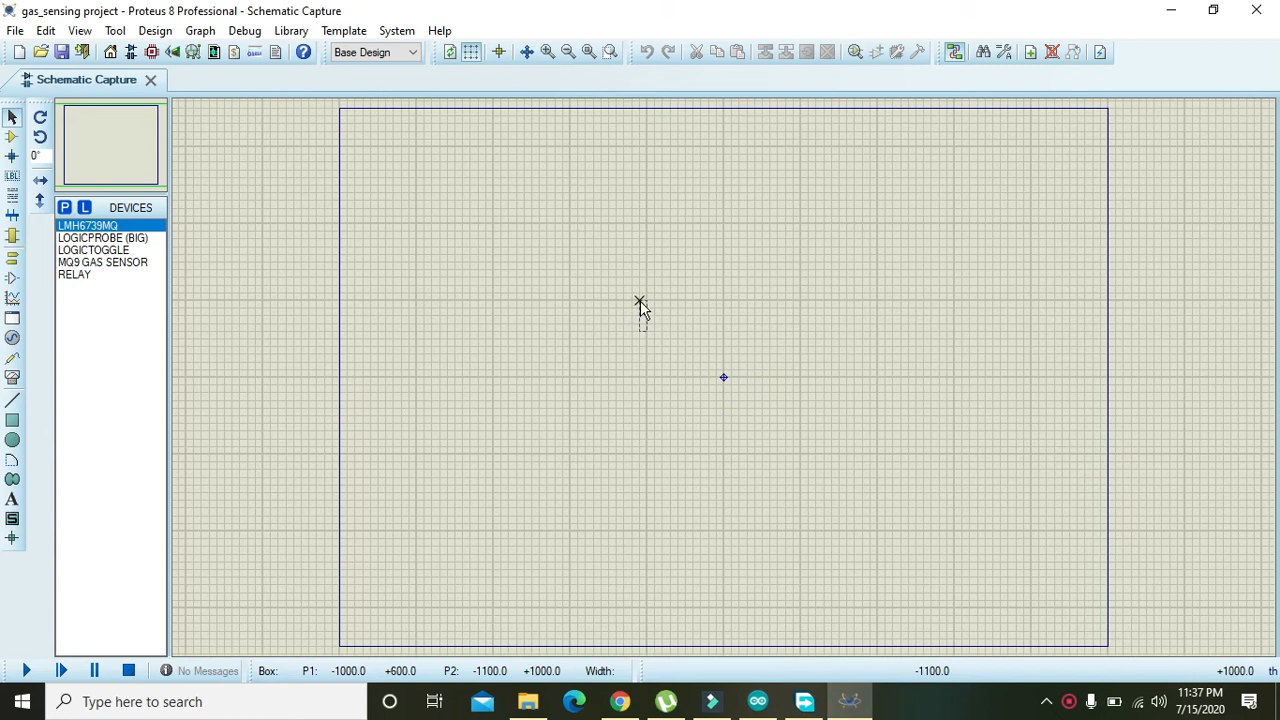 gas_sensing project - Proteus 8 Professional - Schematic Capture
File Edit View Tool Design Graph Debug Library Template System Help
Base Design
Schematic Capture
0°
P L DEVICES
LMH6739MQ
LOGICPROBE (BIG)
LOGICTOGGLE
MQ9 GAS SENSOR
RELAY
LBL
A
S
No Messages Box: P1: -1000.0 +600.0 P2: -1100.0 +1000.0 Width: -1100.0 +1000.0 th
Type here to search
11:37 PM
7/15/2020
3